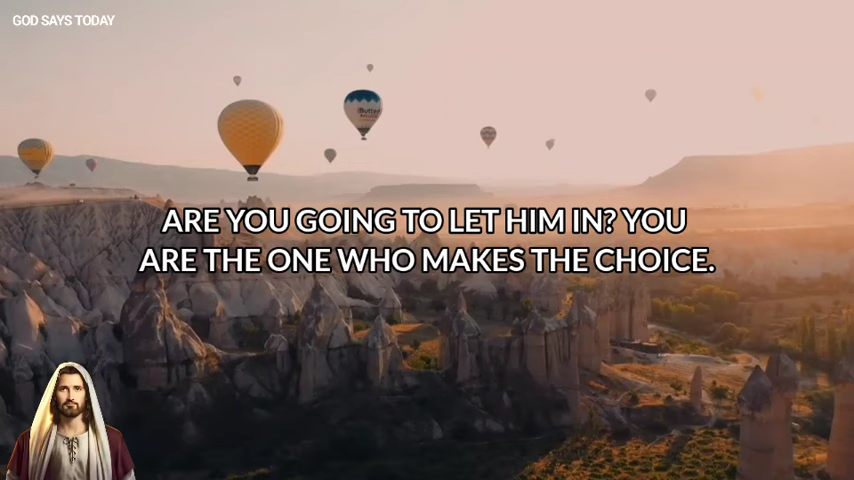 GOD SAYS TODAY
ARE YOU GOING TO LET HIM IN? YOU
ARE THE ONE WHO MAKES THE CHOICE.